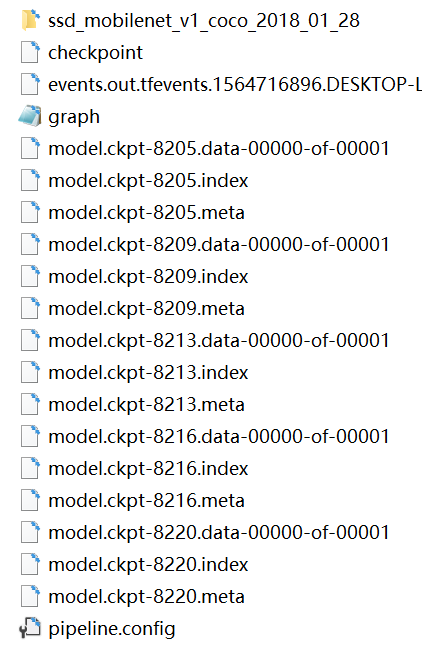 ssd_mobilenet_v1_coco_2018_01_28
checkpoint
events.out.tfevents.1564716896.DESKTOP-L
graph
model.ckpt-8205.data-00000-of-00001
model.ckpt-8205.index
model.ckpt-8205.meta
model.ckpt-8209.data-00000-of-00001
model.ckpt-8209.index
model.ckpt-8209.meta
model.ckpt-8213.data-00000-of-00001
model.ckpt-8213.index
model.ckpt-8213.meta
model.ckpt-8216.data-00000-of-00001
model.ckpt-8216.index
model.ckpt-8216.meta
model.ckpt-8220.data-00000-of-00001
model.ckpt-8220.index
model.ckpt-8220.meta
pipeline.config